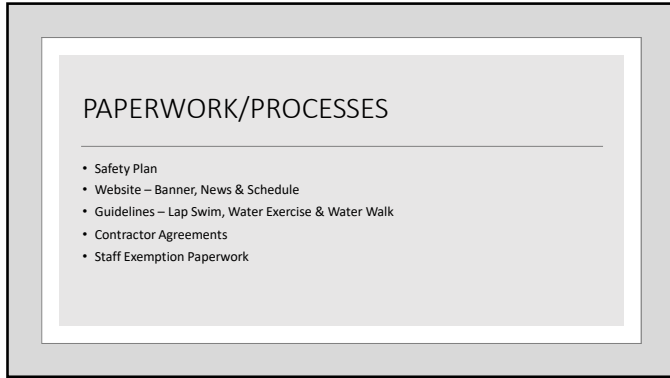 PAPERWORK/PROCESSES
• Safety Plan
• Website – Banner, News & Schedule
• Guidelines – Lap Swim, Water Exercise & Water Walk
• Contractor Agreements
• Staff Exemption Paperwork